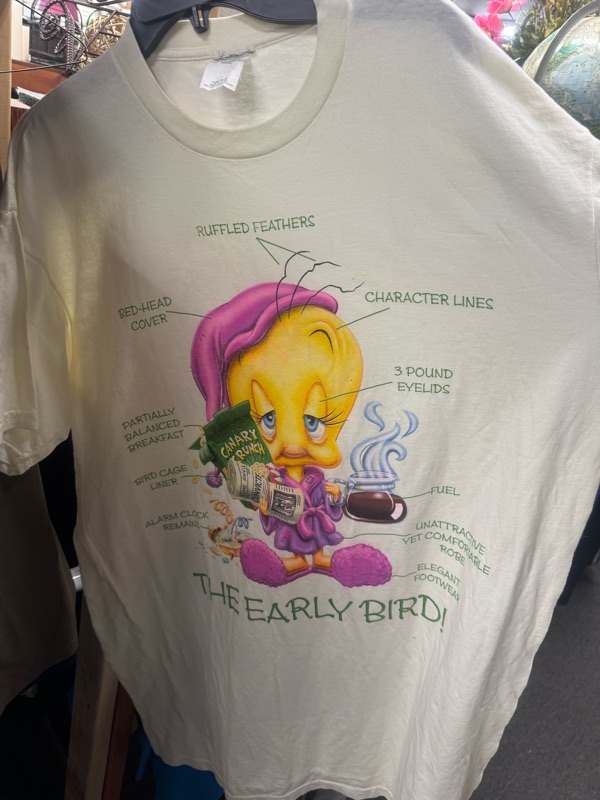 RUFFLED FEATHERS
BED-HEAD
COVER
CHARACTER LINES
3 POUND
EYELIDS
PARTIALLY
BALANCED
BREAKFAST
CANARY
CRUNCH
BIRD CAGE
LINER
FUEL
ALARM CLOCK
REMAINS
UNATTRACTIVE
YET COMFORTABLE
ROBE
ELEGANT
FOOTWEAR
THE EARLY BIRD!